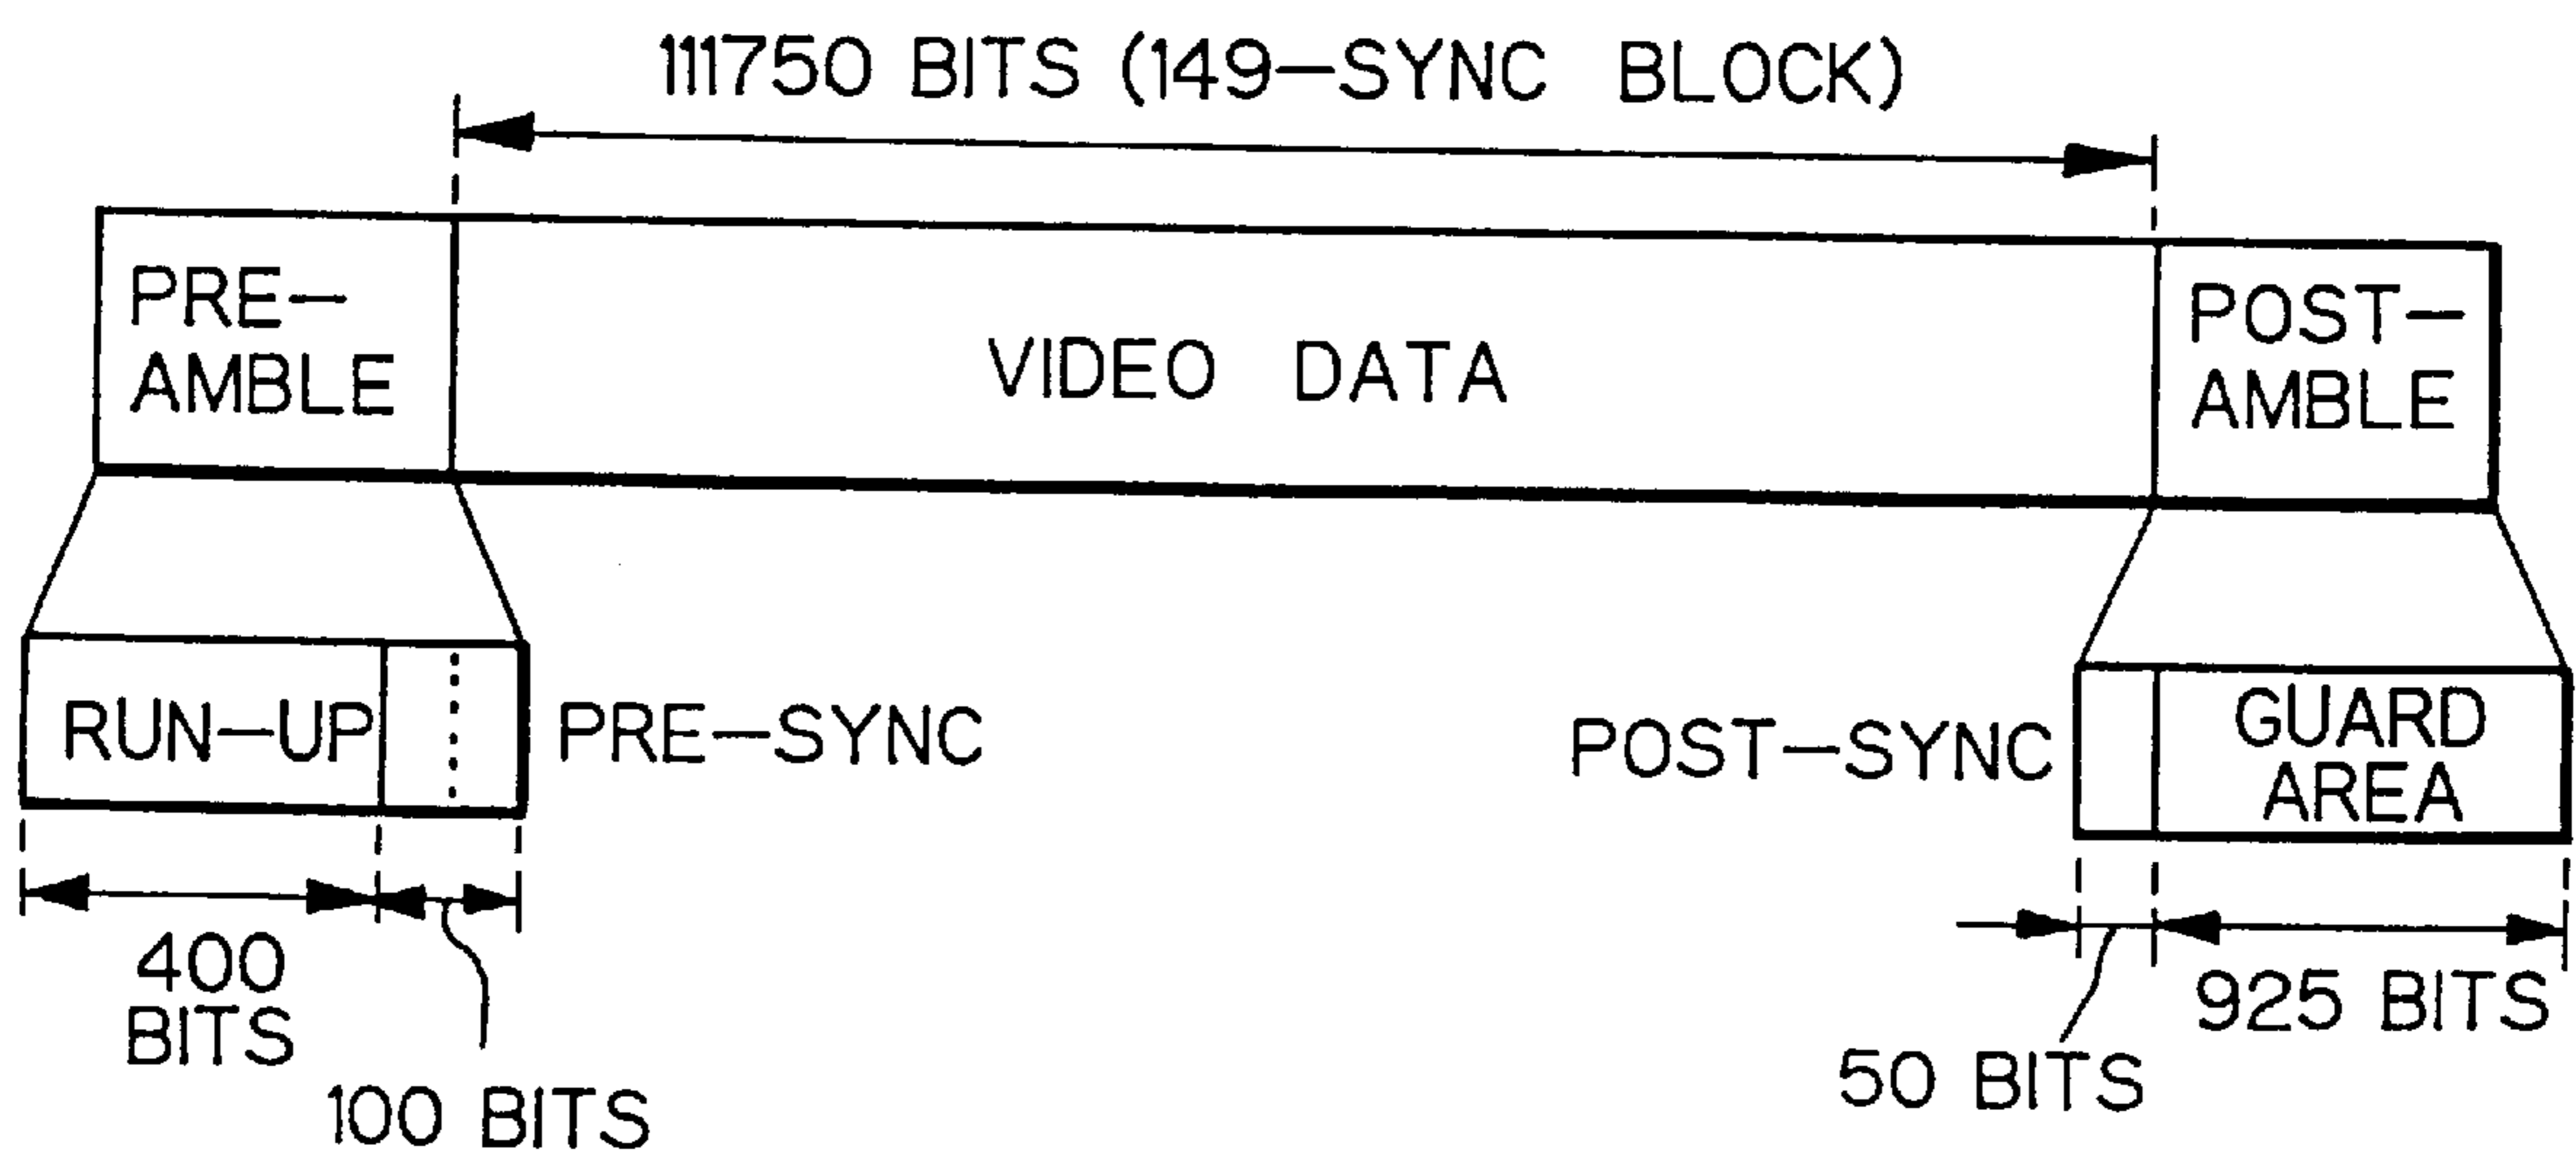 111750 BITS (149-SYNC BLOCK)
PRE-
AMBLE
VIDEO DATA
POST-
AMBLE
RUN-UP
PRE-SYNC
POST-SYNC
GUARD
AREA
400
BITS
100 BITS
50 BITS
925 BITS